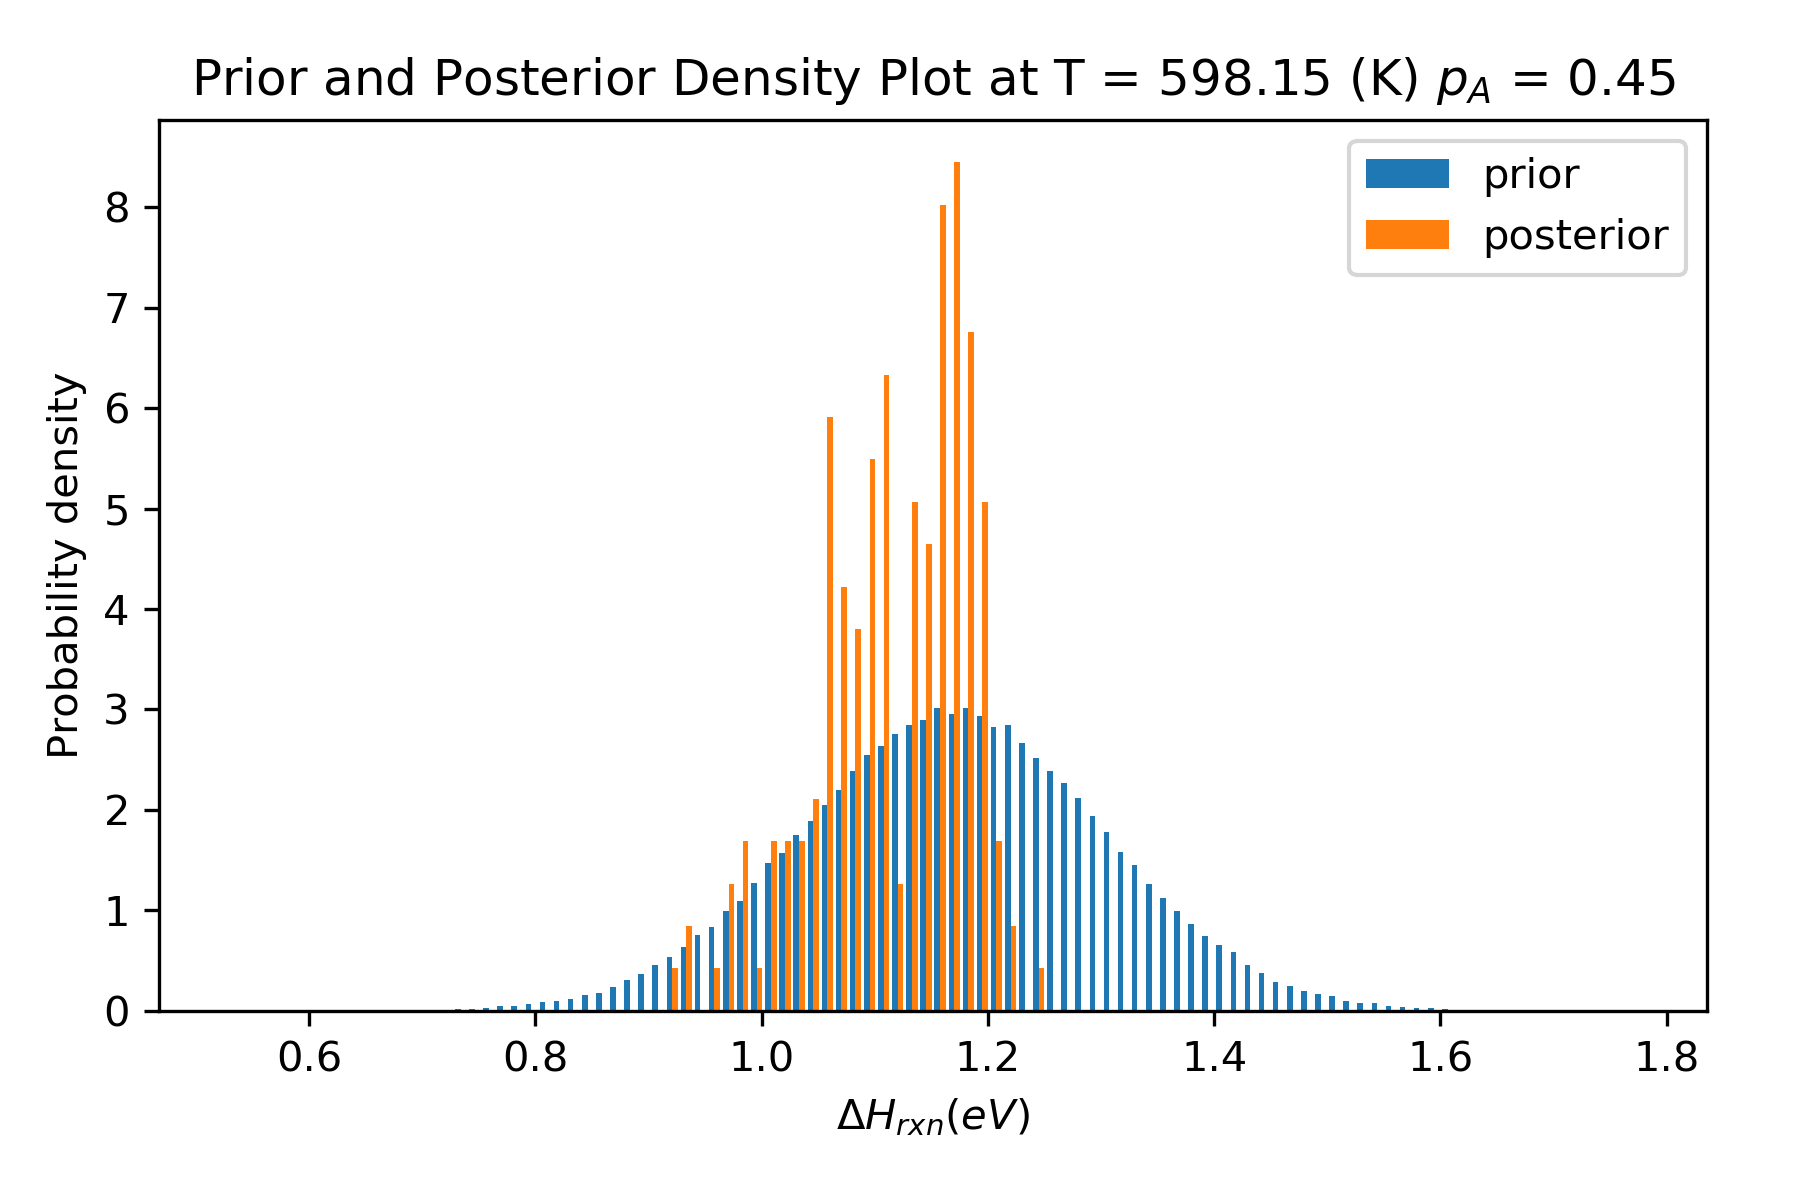 Prior and Posterior Density Plot at T = 598.15 (K) p_A = 0.45
prior
posterior
Probability density
8
7
6
5
4
3
2
1
0
0.6 0.8 1.0 1.2 1.4 1.6 1.8
ΔH_rxn(eV)